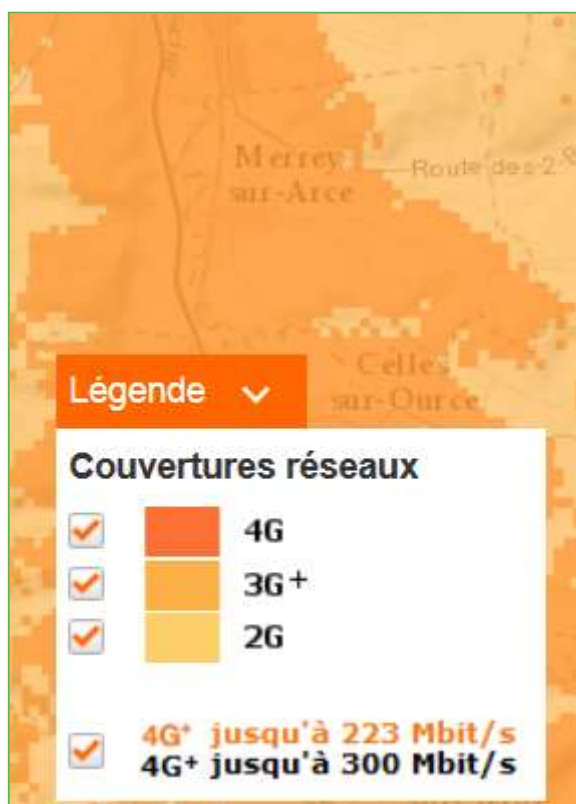 Merrey
sur-Arce
Route des 2
Celles
sur-Ource
Légende
Couvertures réseaux
4G
3G+
2G
4G+ jusqu'à 223 Mbit/s
4G+ jusqu'à 300 Mbit/s